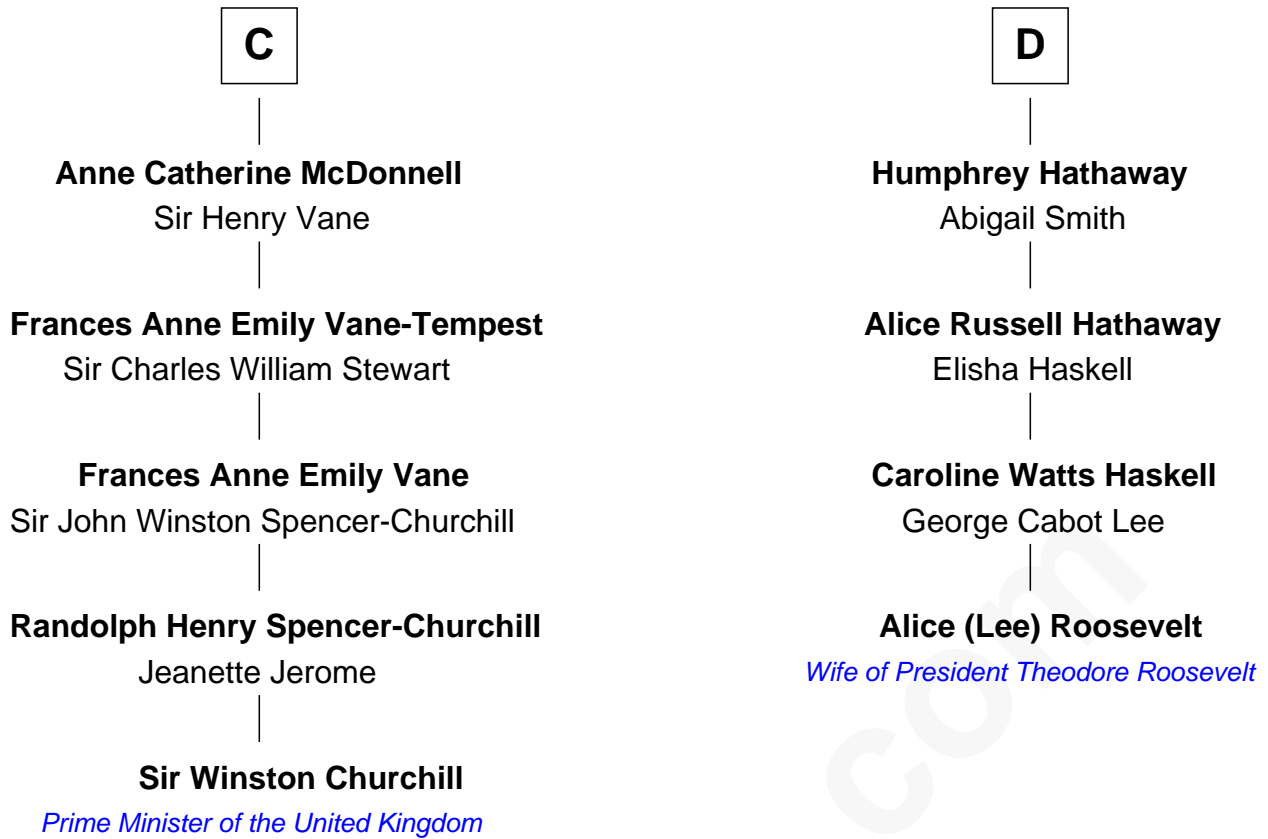 C
Anne Catherine McDonnell
Sir Henry Vane
Frances Anne Emily Vane-Tempest
Sir Charles William Stewart
Frances Anne Emily Vane
Sir John Winston Spencer-Churchill
Randolph Henry Spencer-Churchill
Jeanette Jerome
Sir Winston Churchill
Prime Minister of the United Kingdom
D
Humphrey Hathaway
Abigail Smith
Alice Russell Hathaway
Elisha Haskell
Caroline Watts Haskell
George Cabot Lee
Alice (Lee) Roosevelt
Wife of President Theodore Roosevelt
com